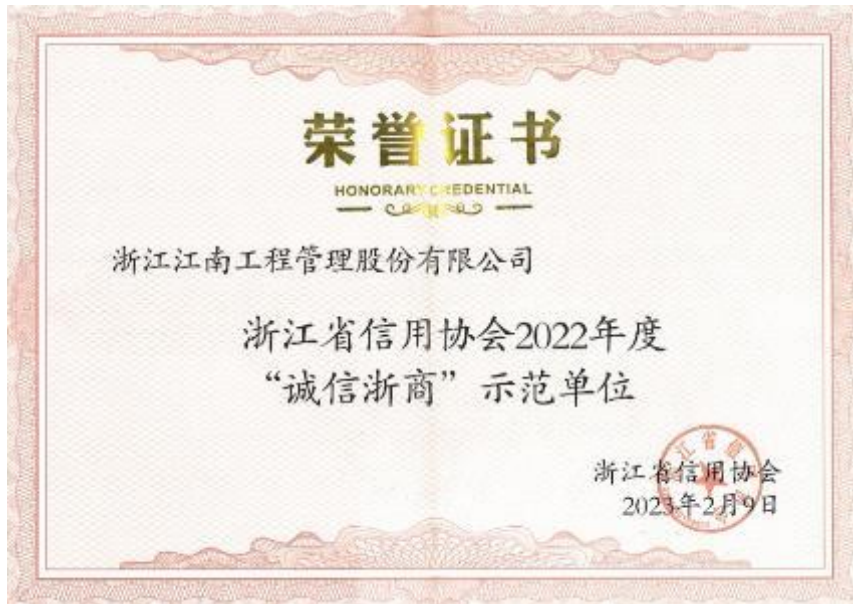 荣誉证书
HONORARY CREDENTIAL
浙江江南工程管理股份有限公司
浙江省信用协会2022年度
“诚信浙商”示范单位
浙江省信用协会
2023年2月9日